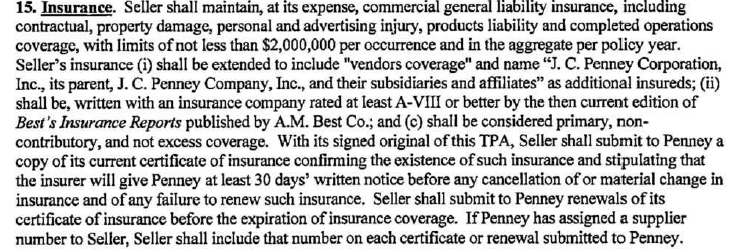 15. Insurance. Seller shall maintain, at its expense, commercial general liability insurance, including
contractual, property damage, personal and advertising injury, products liability and completed operations
coverage, with limits of not less than $2,000,000 per occurrence and in the aggregate per policy year.
Seller's insurance (i) shall be extended to include "vendors coverage" and name “J. C. Penney Corporation,
Inc., its parent, J. C. Penney Company, Inc., and their subsidiaries and affiliates” as additional insureds; (ii)
shall be, written with an insurance company rated at least A-VIII or better by the then current edition of
Best's Insurance Reports published by A.M. Best Co.; and (c) shall be considered primary, non-
contributory, and not excess coverage. With its signed original of this TPA, Seller shall submit to Penney a
copy of its current certificate of insurance confirming the existence of such insurance and stipulating that
the insurer will give Penney at least 30 days' written notice before any cancellation of or material change in
insurance and of any failure to renew such insurance. Seller shall submit to Penney renewals of its
certificate of insurance before the expiration of insurance coverage. If Penney has assigned a supplier
number to Seller, Seller shall include that number on each certificate or renewal submitted to Penney.